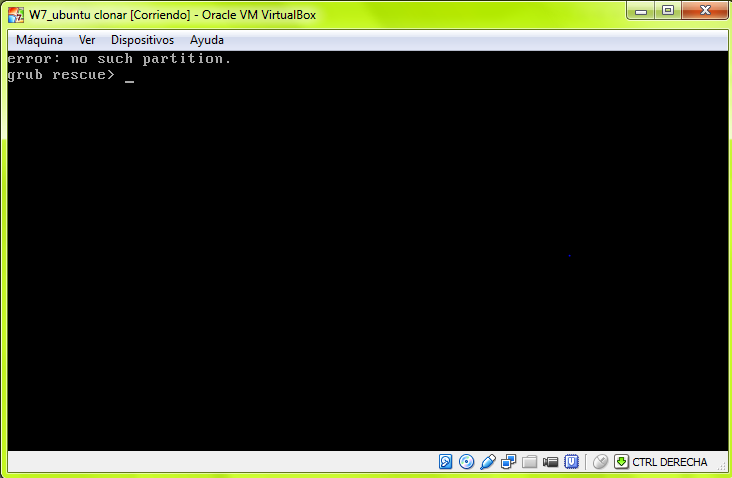 W7_ubuntu clonar [Corriendo] - Oracle VM VirtualBox
Máquina Ver Dispositivos Ayuda
error: no such partition.
grub rescue> _
CTRL DERECHA